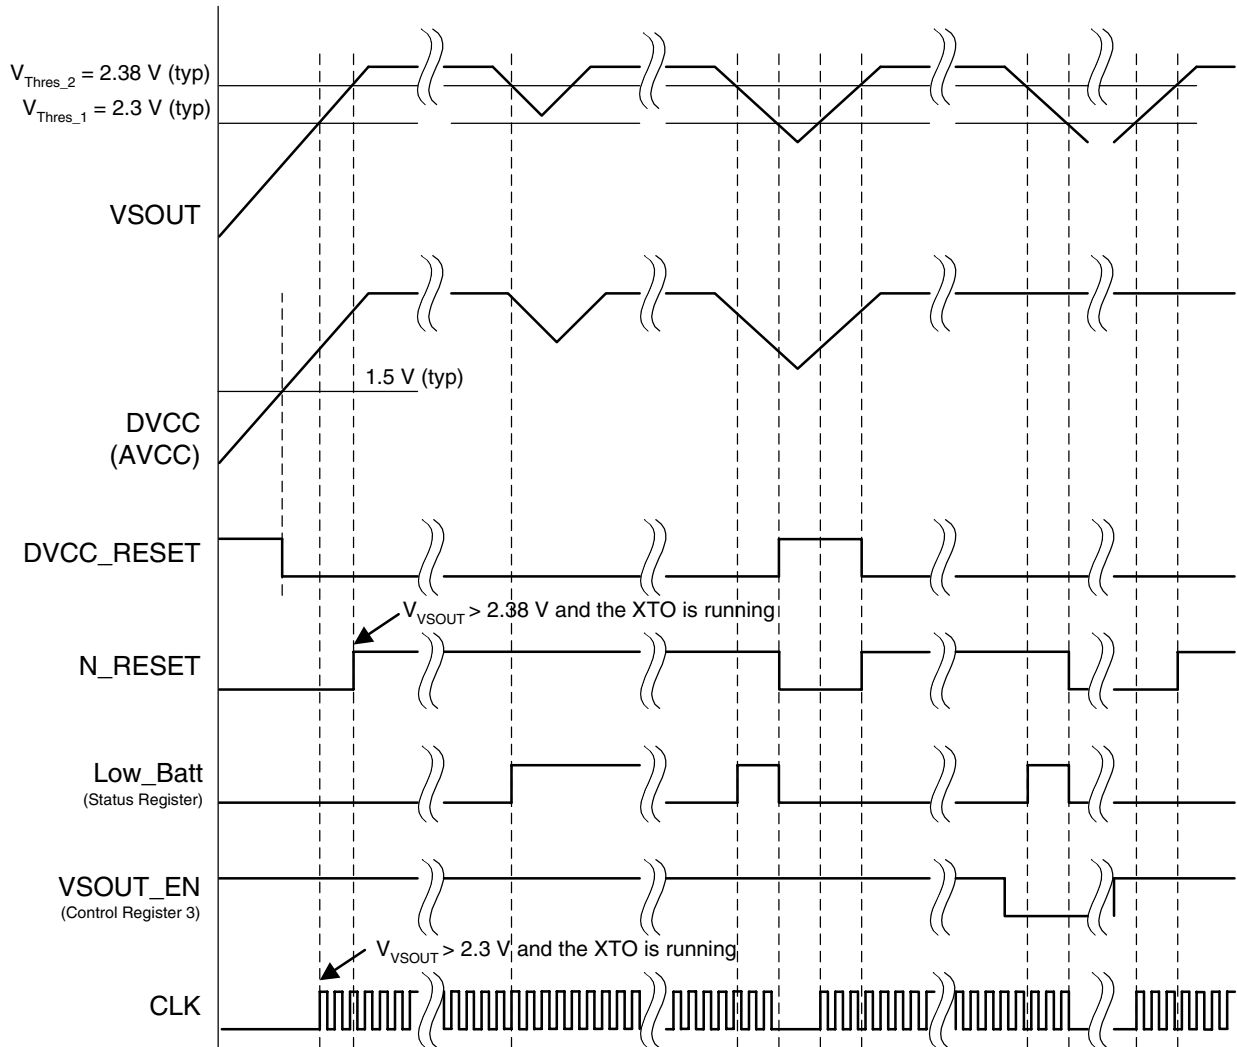 V_Thres_2 = 2.38 V (typ)
V_Thres_1 = 2.3 V (typ)
VSOUT
1.5 V (typ)
DVCC
(AVCC)
DVCC_RESET
V_VSOUT > 2.38 V and the XTO is running
N_RESET
Low_Batt
(Status Register)
VSOUT_EN
(Control Register 3)
V_VSOUT > 2.3 V and the XTO is running
CLK